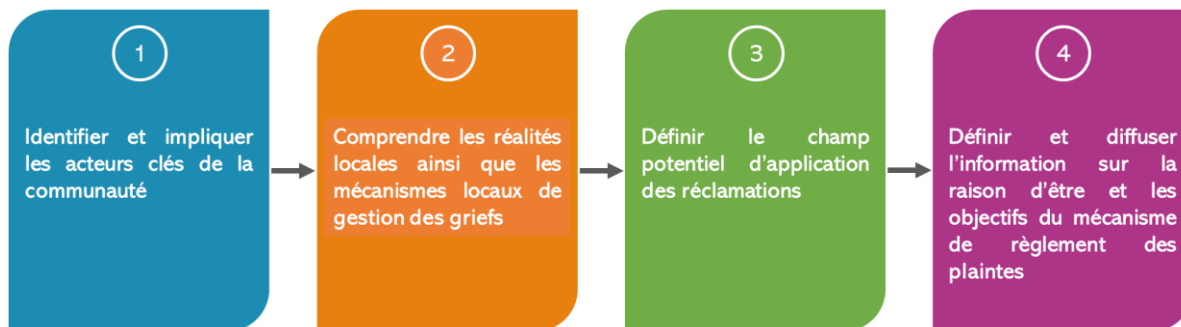 1
Identifier et impliquer
les acteurs clés de la
communauté
2
Comprendre les réalités
locales ainsi que les
mécanismes locaux de
gestion des griefs
3
Définir le champ
potentiel d'application
des réclamations
4
Définir et diffuser
l'information sur la
raison d'être et les
objectifs du mécanisme
de règlement des
plaintes